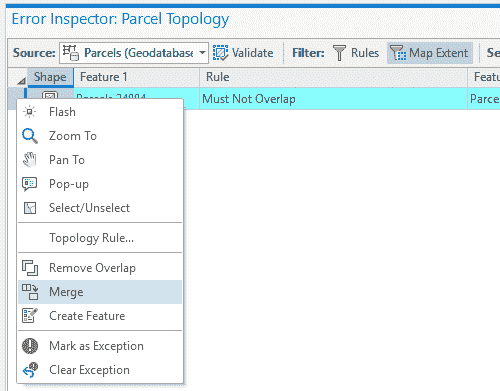 Error Inspector: Parcel Topology
Source: Parcels (Geodatabase Validate Filter: Rules Map Extent Se
Shape Feature 1 Rule Featu
Must Not Overlap Parce
Flash
Zoom To
Pan To
Pop-up
Select/Unselect
Topology Rule...
Remove Overlap
Merge
Create Feature
Mark as Exception
Clear Exception